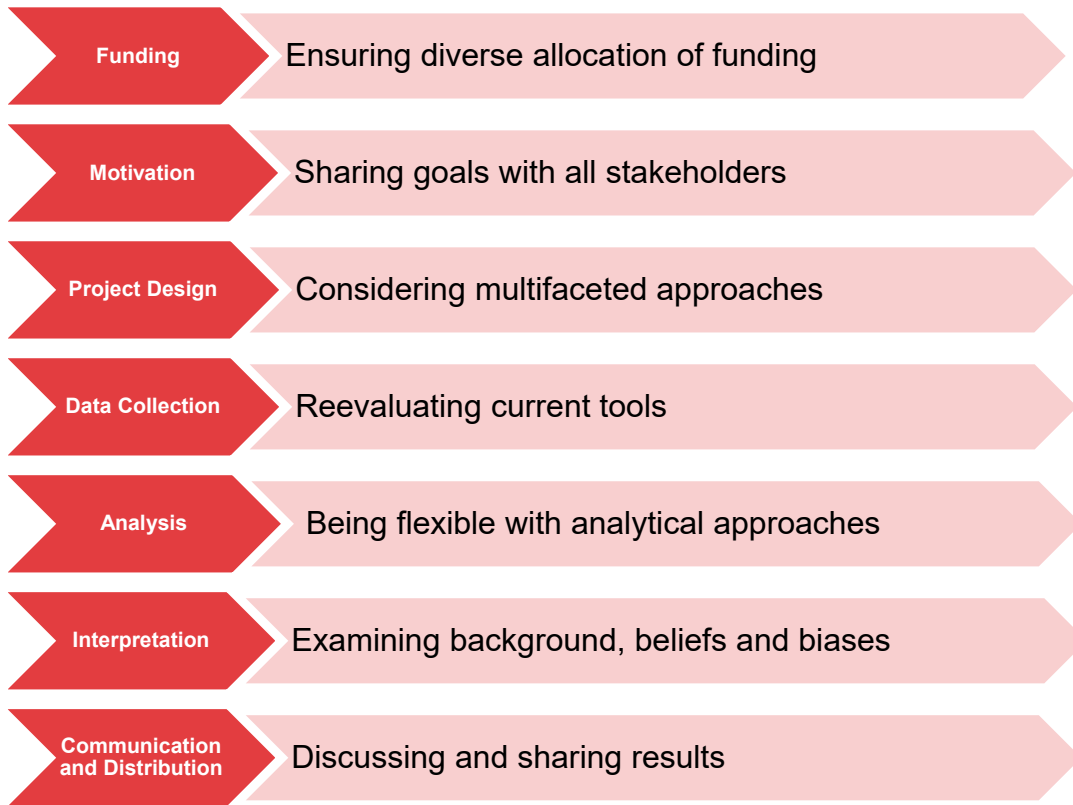 Funding
Ensuring diverse allocation of funding
Motivation
Sharing goals with all stakeholders
Project Design
Considering multifaceted approaches
Data Collection
Reevaluating current tools
Analysis
Being flexible with analytical approaches
Interpretation
Examining background, beliefs and biases
Communication
and Distribution
Discussing and sharing results